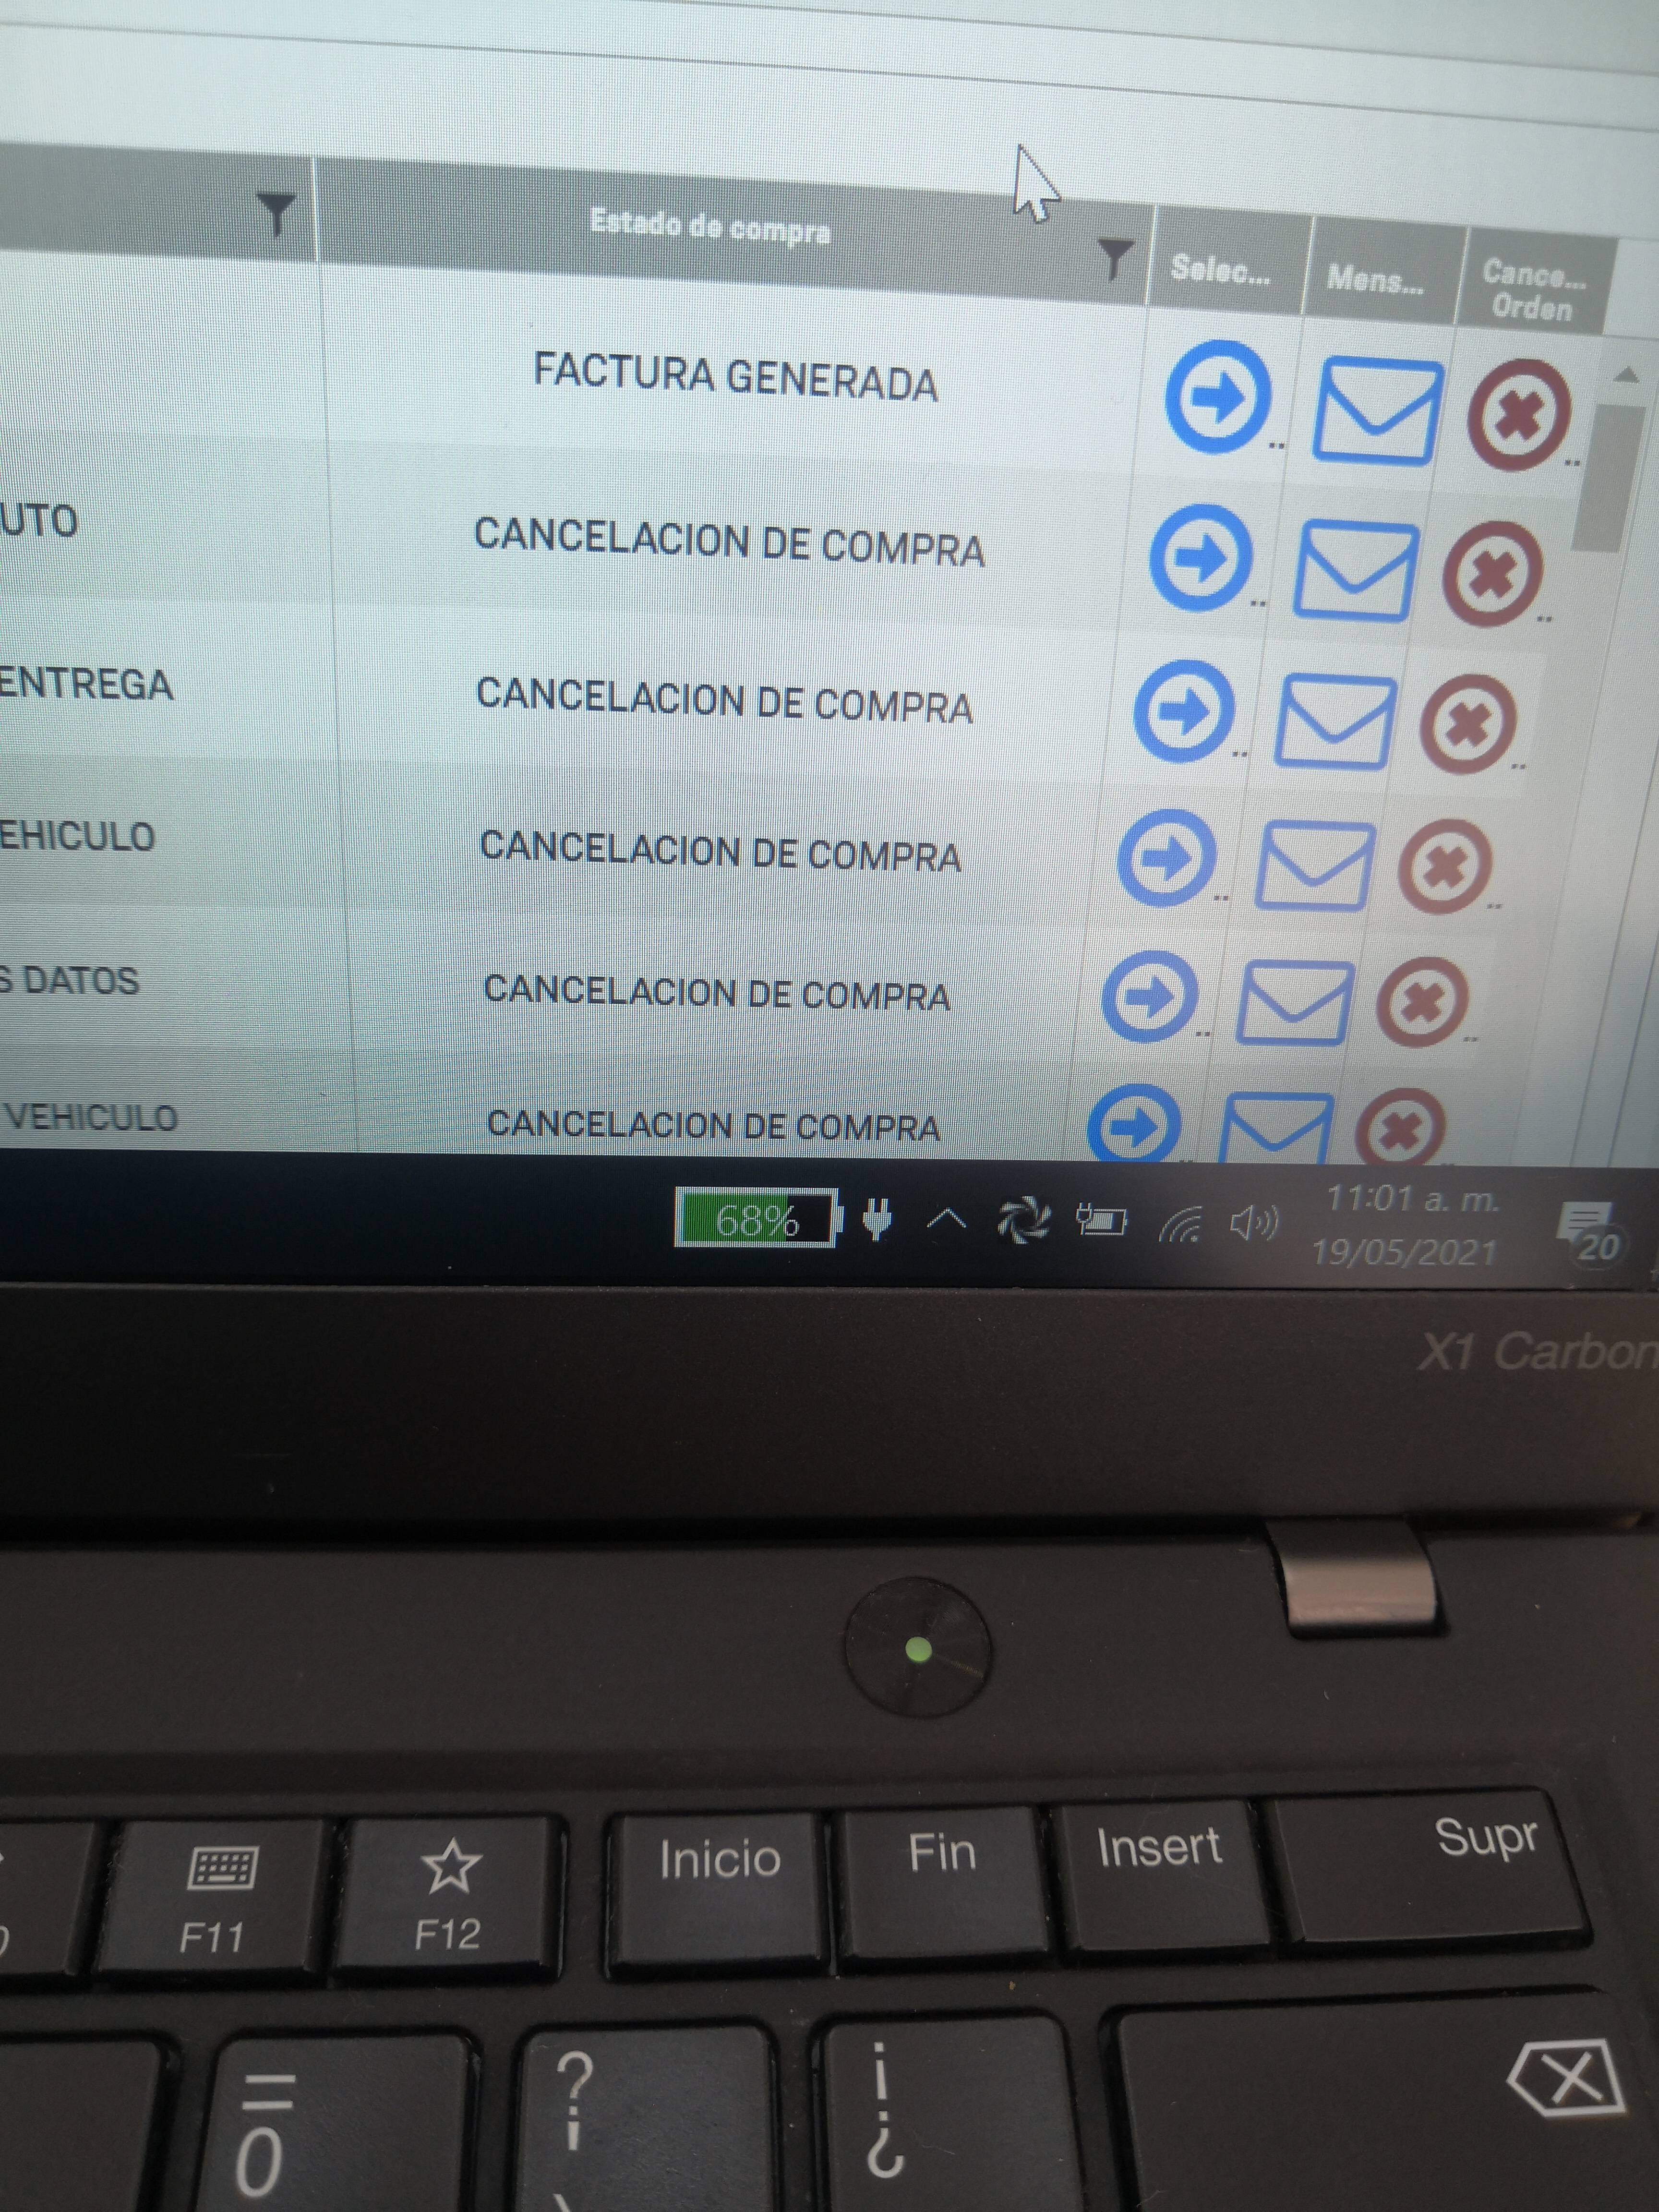 Estado de compra
Selec...
Mens...
Cance...
Orden
FACTURA GENERADA
UTO
CANCELACION DE COMPRA
ENTREGA
CANCELACION DE COMPRA
EHICULO
CANCELACION DE COMPRA
S DATOS
CANCELACION DE COMPRA
VEHICULO
CANCELACION DE COMPRA
68%
11:01 a. m.
19/05/2021
20
X1 Carbon
F11
F12
Inicio
Fin
Insert
Supr
=
0
?
'
¡
¿